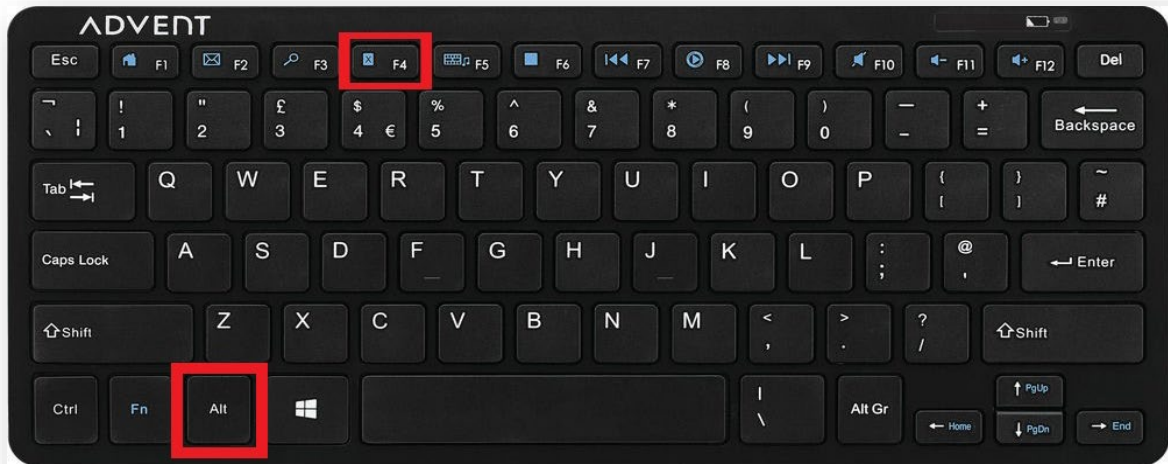 ADVENT
Esc F1 F2 F3 X F4 F5 F6 F7 F8 F9 F10 F11 F12 Del
¬ ` ¦ ! 1 " 2 £ 3 $ 4 € % 5 ^ 6 & 7 * 8 ( 9 ) 0 — - + = Backspace
Tab Q W E R T Y U I O P { [ } ] ~ #
Caps Lock A S D F G H J K L : ; @ ' Enter
Shift Z X C V B N M < , > . ? / Shift
Ctrl Fn Alt | \ Alt Gr Home PgUp PgDn End